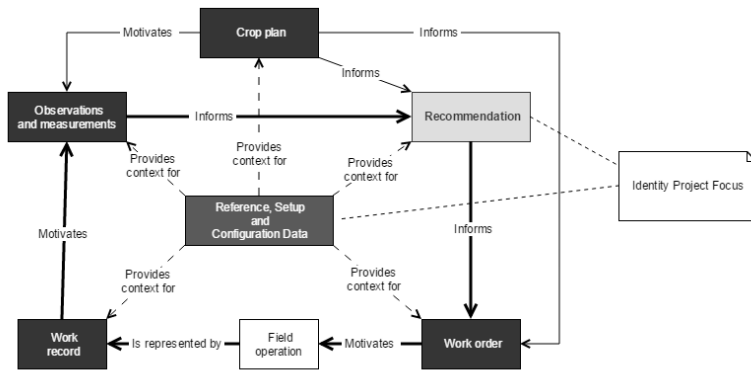 Motivates
Crop plan
Informs
Informs
Observations
and measurements
Informs
Recommendation
Provides
context for
Provides
context for
Provides
context for
Identity Project Focus
Reference, Setup
and
Configuration Data
Motivates
Informs
Provides
context for
Provides
context for
Work
record
Is represented by
Field
operation
Motivates
Work order